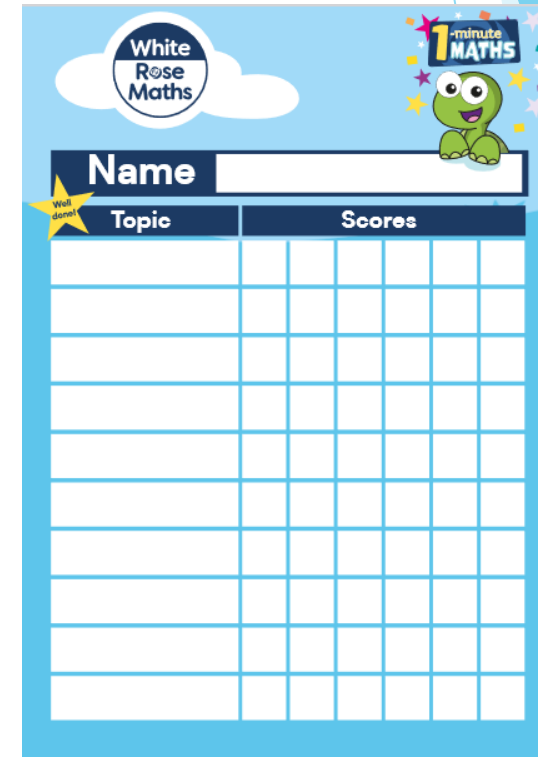 White
Rose
Maths
1-minute
MATHS
Name
Well
done!
Topic
Scores